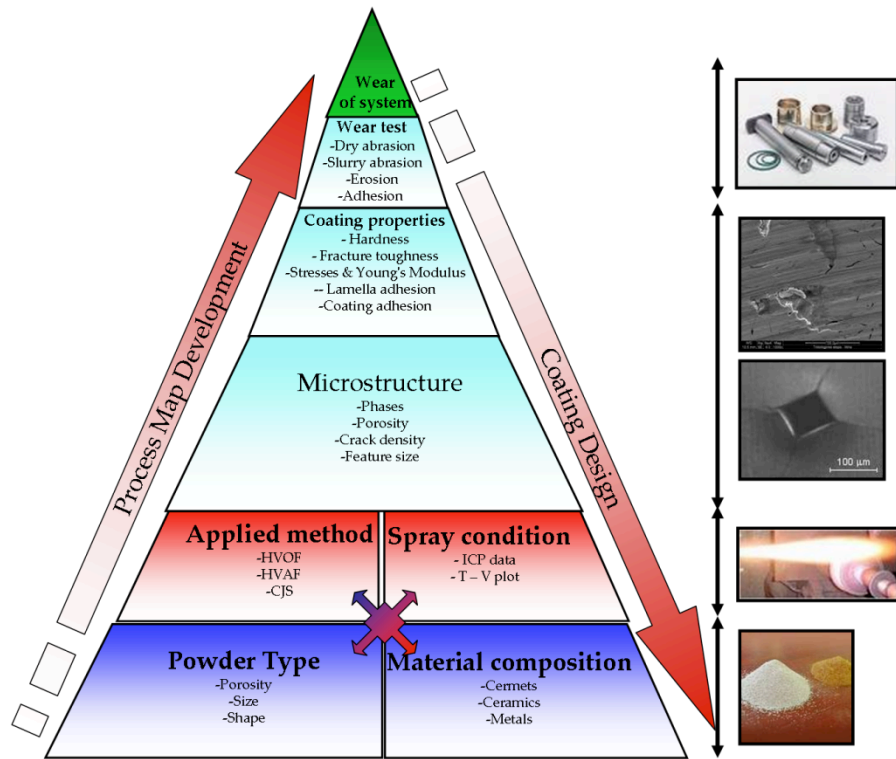 Wear
of system
Wear test
-Dry abrasion
-Slurry abrasion
-Erosion
-Adhesion
Coating properties
- Hardness
- Fracture toughness
-Stresses & Young's Modulus
-- Lamella adhesion
-Coating adhesion
Microstructure
-Phases
-Porosity
-Crack density
-Feature size
Applied method
-HVOF
-HVAF
-CJS
Spray condition
- ICP data
- T – V plot
Powder Type
-Porosity
-Size
-Shape
Material composition
-Cermets
-Ceramics
-Metals
Process Map Development
Coating Design
100 µm